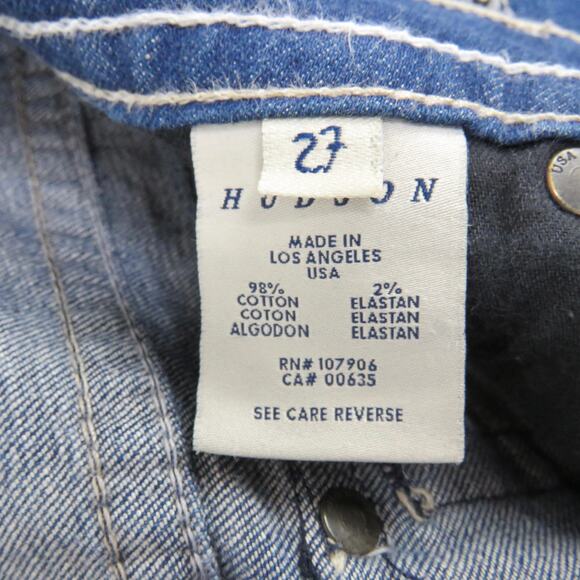 27
HUDSON
MADE IN
LOS ANGELES
USA
98% 2%
COTTON ELASTAN
COTON ELASTAN
ALGODON ELASTAN
RN# 107906
CA# 00635
SEE CARE REVERSE
USA